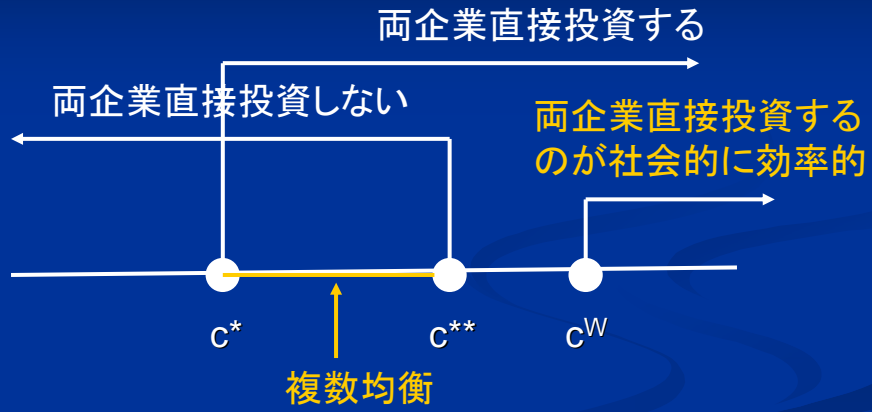 両企業直接投資する
両企業直接投資しない
両企業直接投資する
のが社会的に効率的
c*
c**
cW
複数均衡